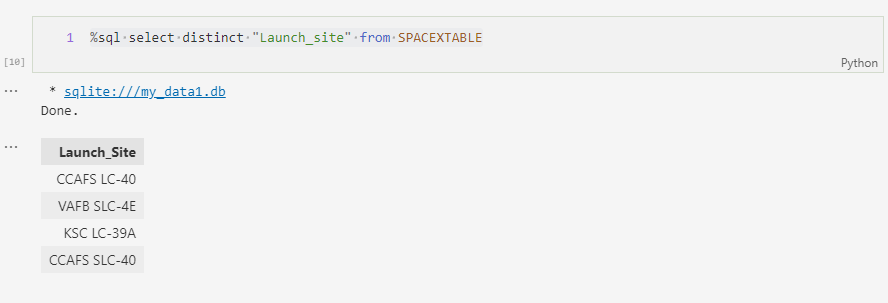 1 %sql select distinct "Launch_site" from SPACEXTABLE
[10]
Python
... * sqlite:///my_data1.db
Done.
...
Launch_Site
CCAFS LC-40
VAFB SLC-4E
KSC LC-39A
CCAFS SLC-40